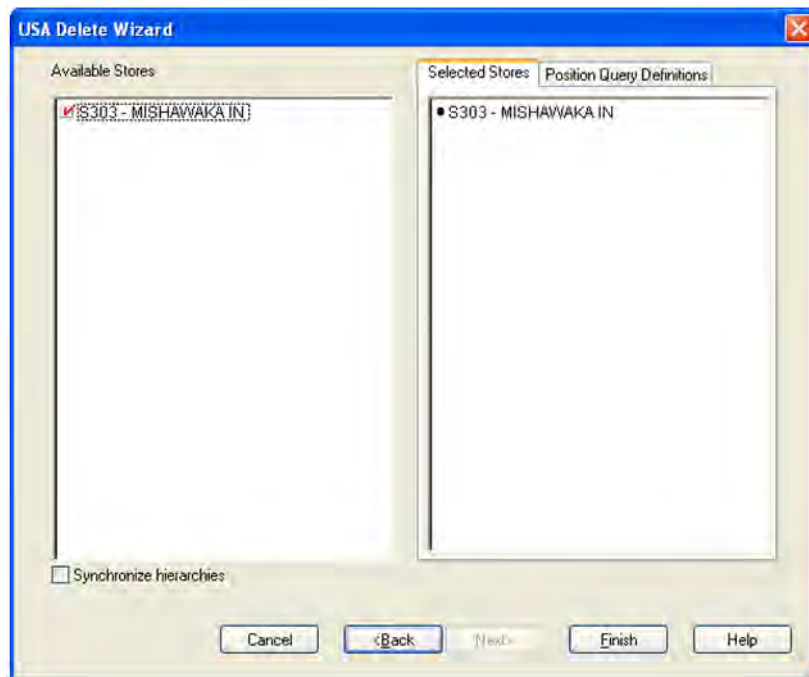 USA Delete Wizard
Available Stores
S303 - MISHAWAKA IN
Synchronize hierarchies
Selected Stores
Position Query Definitions
S303 - MISHAWAKA IN
Cancel
<Back
Next>
Finish
Help